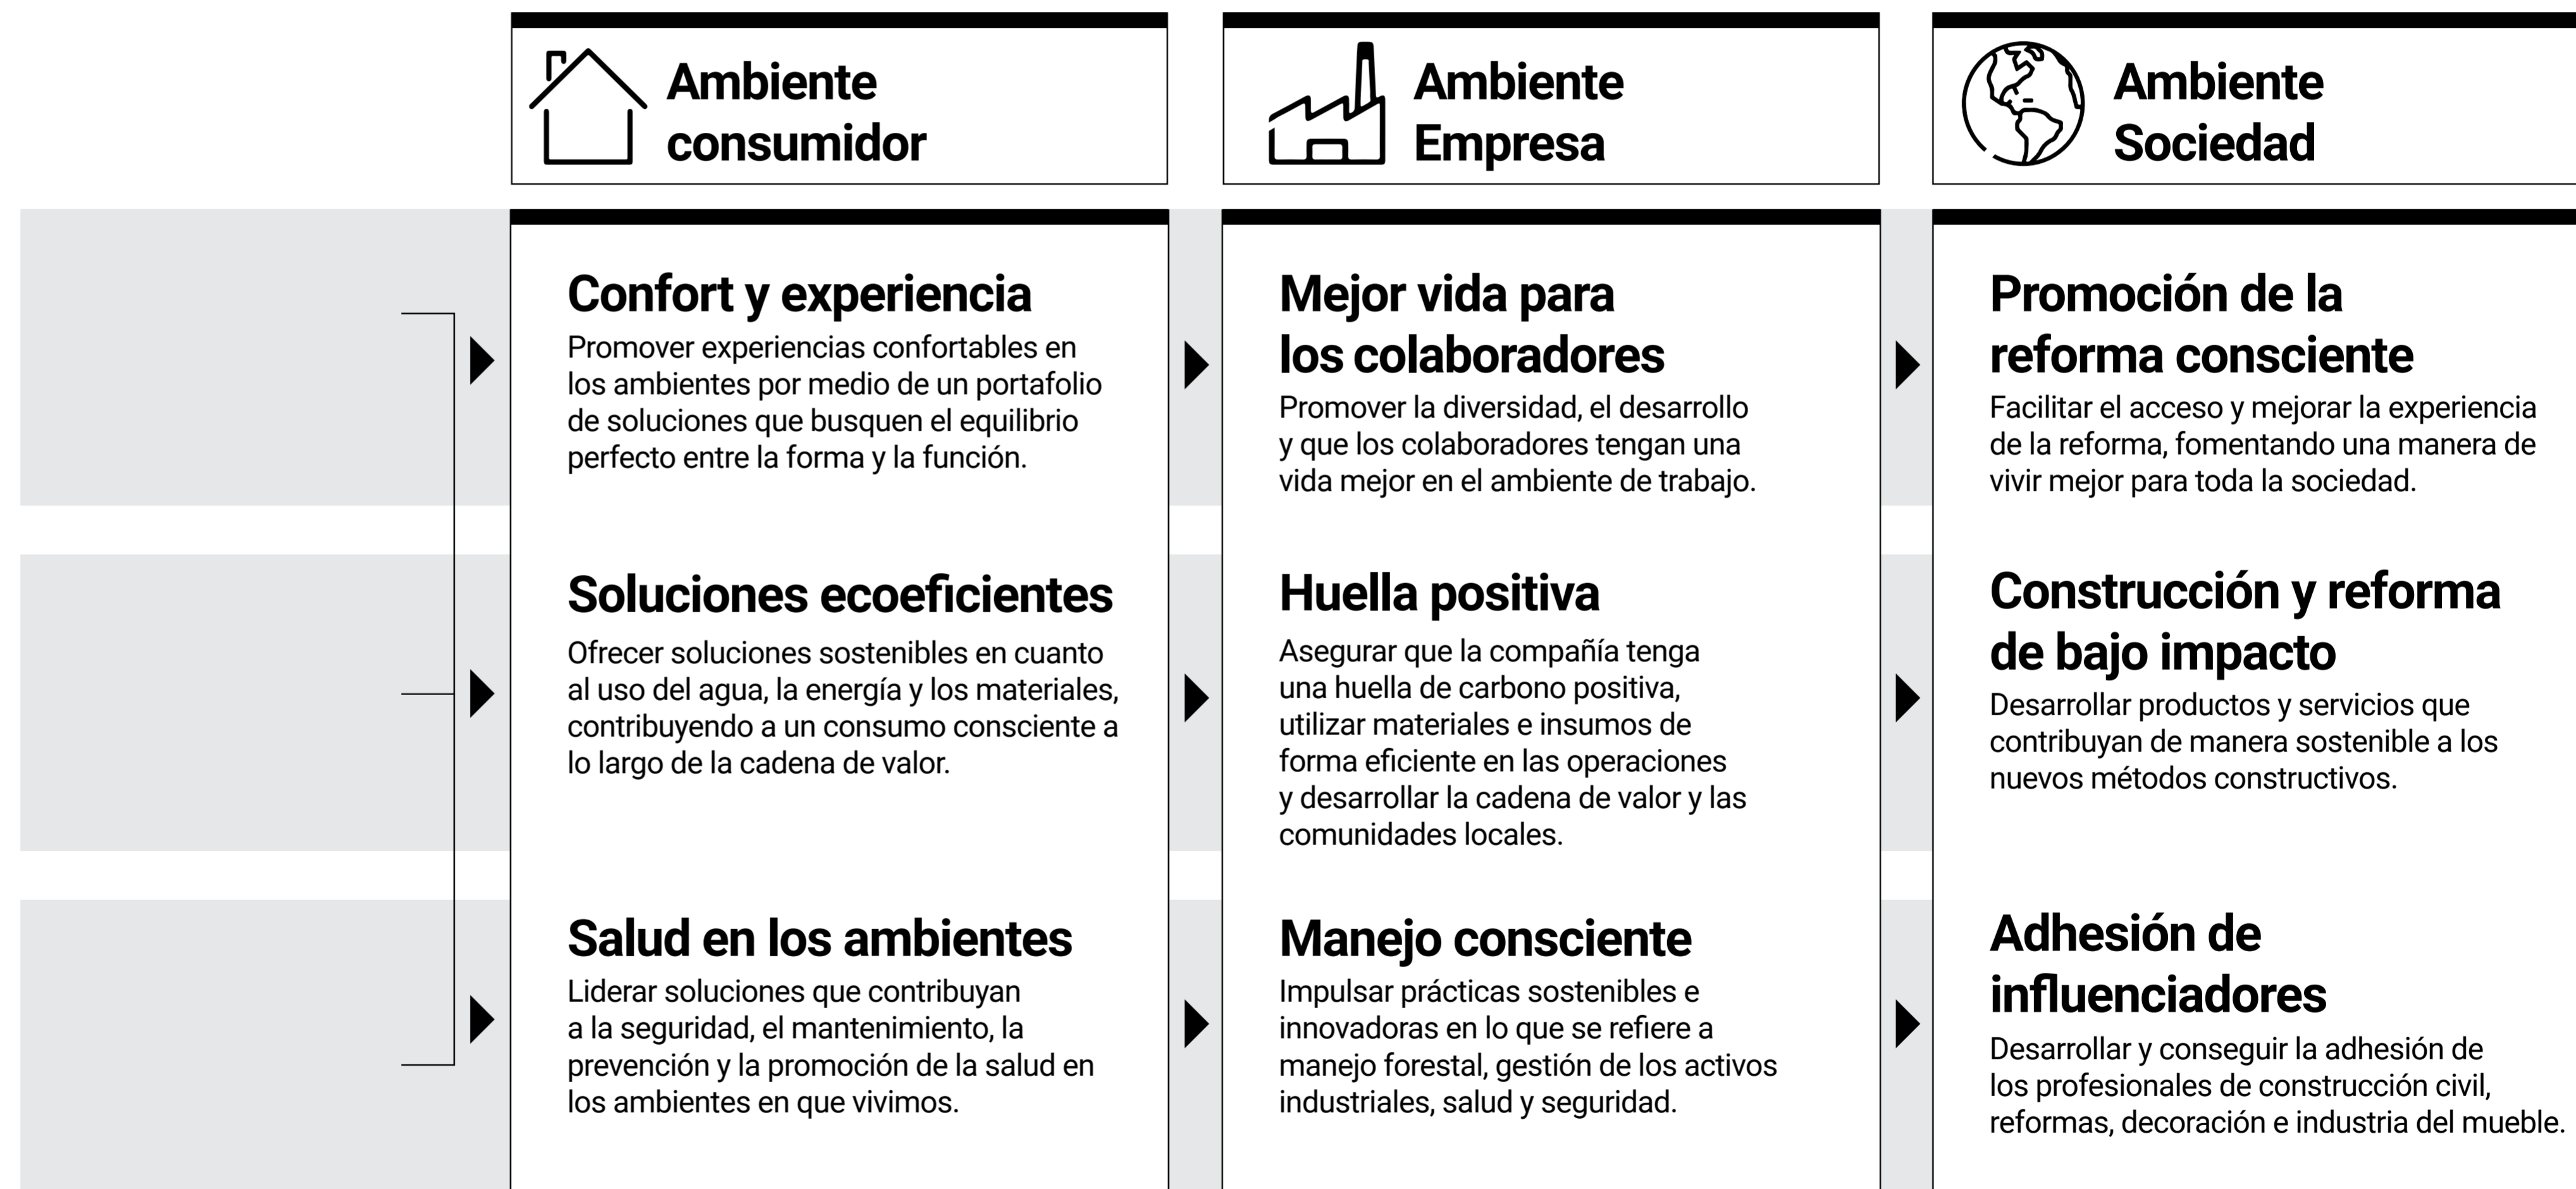 Ambiente
consumidor
Ambiente
Empresa
Ambiente
Sociedad
Confort y experiencia
Promover experiencias confortables en
los ambientes por medio de un portafolio
de soluciones que busquen el equilibrio
perfecto entre la forma y la función.
Mejor vida para
los colaboradores
Promover la diversidad, el desarrollo
y que los colaboradores tengan una
vida mejor en el ambiente de trabajo.
Promoción de la
reforma consciente
Facilitar el acceso y mejorar la experiencia
de la reforma, fomentando una manera de
vivir mejor para toda la sociedad.
Soluciones ecoeficientes
Ofrecer soluciones sostenibles en cuanto
al uso del agua, la energía y los materiales,
contribuyendo a un consumo consciente a
lo largo de la cadena de valor.
Huella positiva
Asegurar que la compañía tenga
una huella de carbono positiva,
utilizar materiales e insumos de
forma eficiente en las operaciones
y desarrollar la cadena de valor y las
comunidades locales.
Construcción y reforma
de bajo impacto
Desarrollar productos y servicios que
contribuyan de manera sostenible a los
nuevos métodos constructivos.
Salud en los ambientes
Liderar soluciones que contribuyan
a la seguridad, el mantenimiento, la
prevención y la promoción de la salud en
los ambientes en que vivimos.
Manejo consciente
Impulsar prácticas sostenibles e
innovadoras en lo que se refiere a
manejo forestal, gestión de los activos
industriales, salud y seguridad.
Adhesión de
influenciadores
Desarrollar y conseguir la adhesión de
los profesionales de construcción civil,
reformas, decoración e industria del mueble.